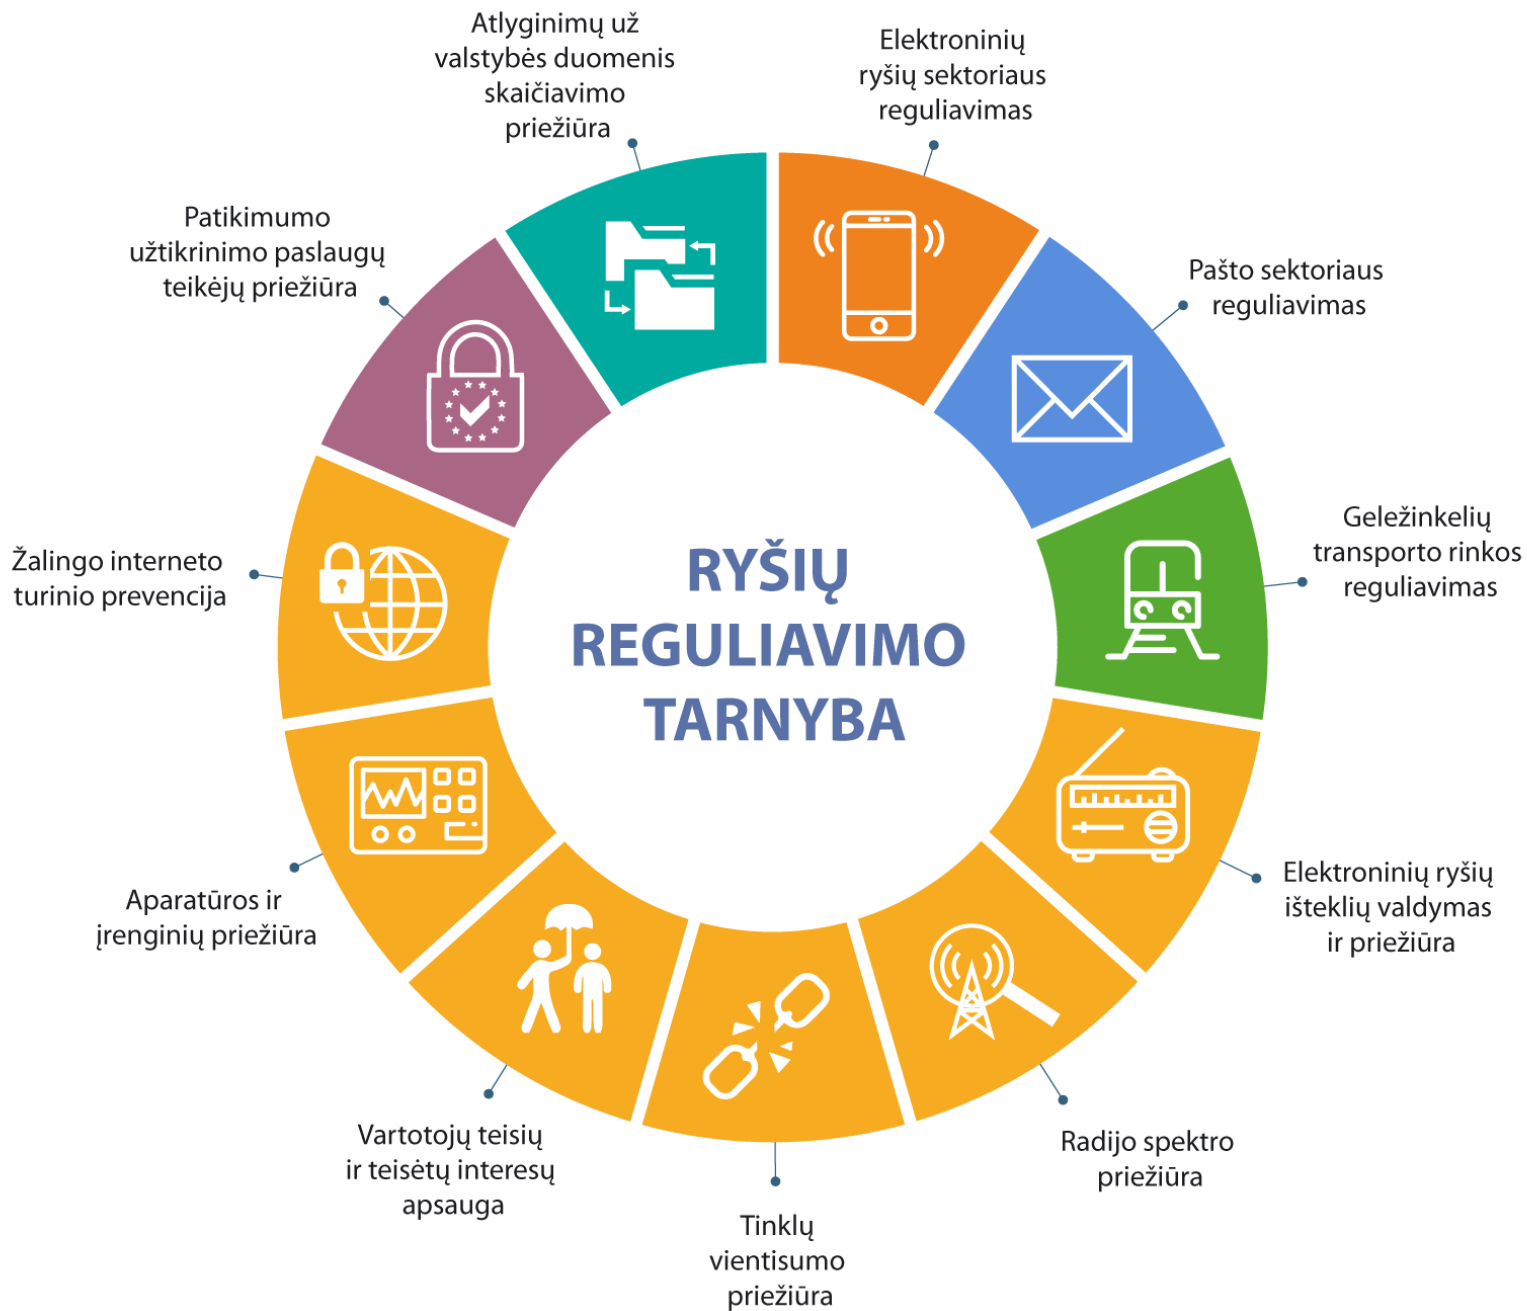 Atlyginimų už
valstybės duomenis
skaičiavimo
priežiūra
Elektroninių
ryšių sektoriaus
reguliavimas
Pašto sektoriaus
reguliavimas
Geležinkelių
transporto rinkos
reguliavimas
Elektroninių ryšių
išteklių valdymas
ir priežiūra
Radijo spektro
priežiūra
Tinklų
vientisumo
priežiūra
Vartotojų teisių
ir teisėtų interesų
apsauga
Aparatūros ir
įrenginių priežiūra
Žalingo interneto
turinio prevencija
Patikimumo
užtikrinimo paslaugų
teikėjų priežiūra
RYŠIŲ
REGULIAVIMO
TARNYBA